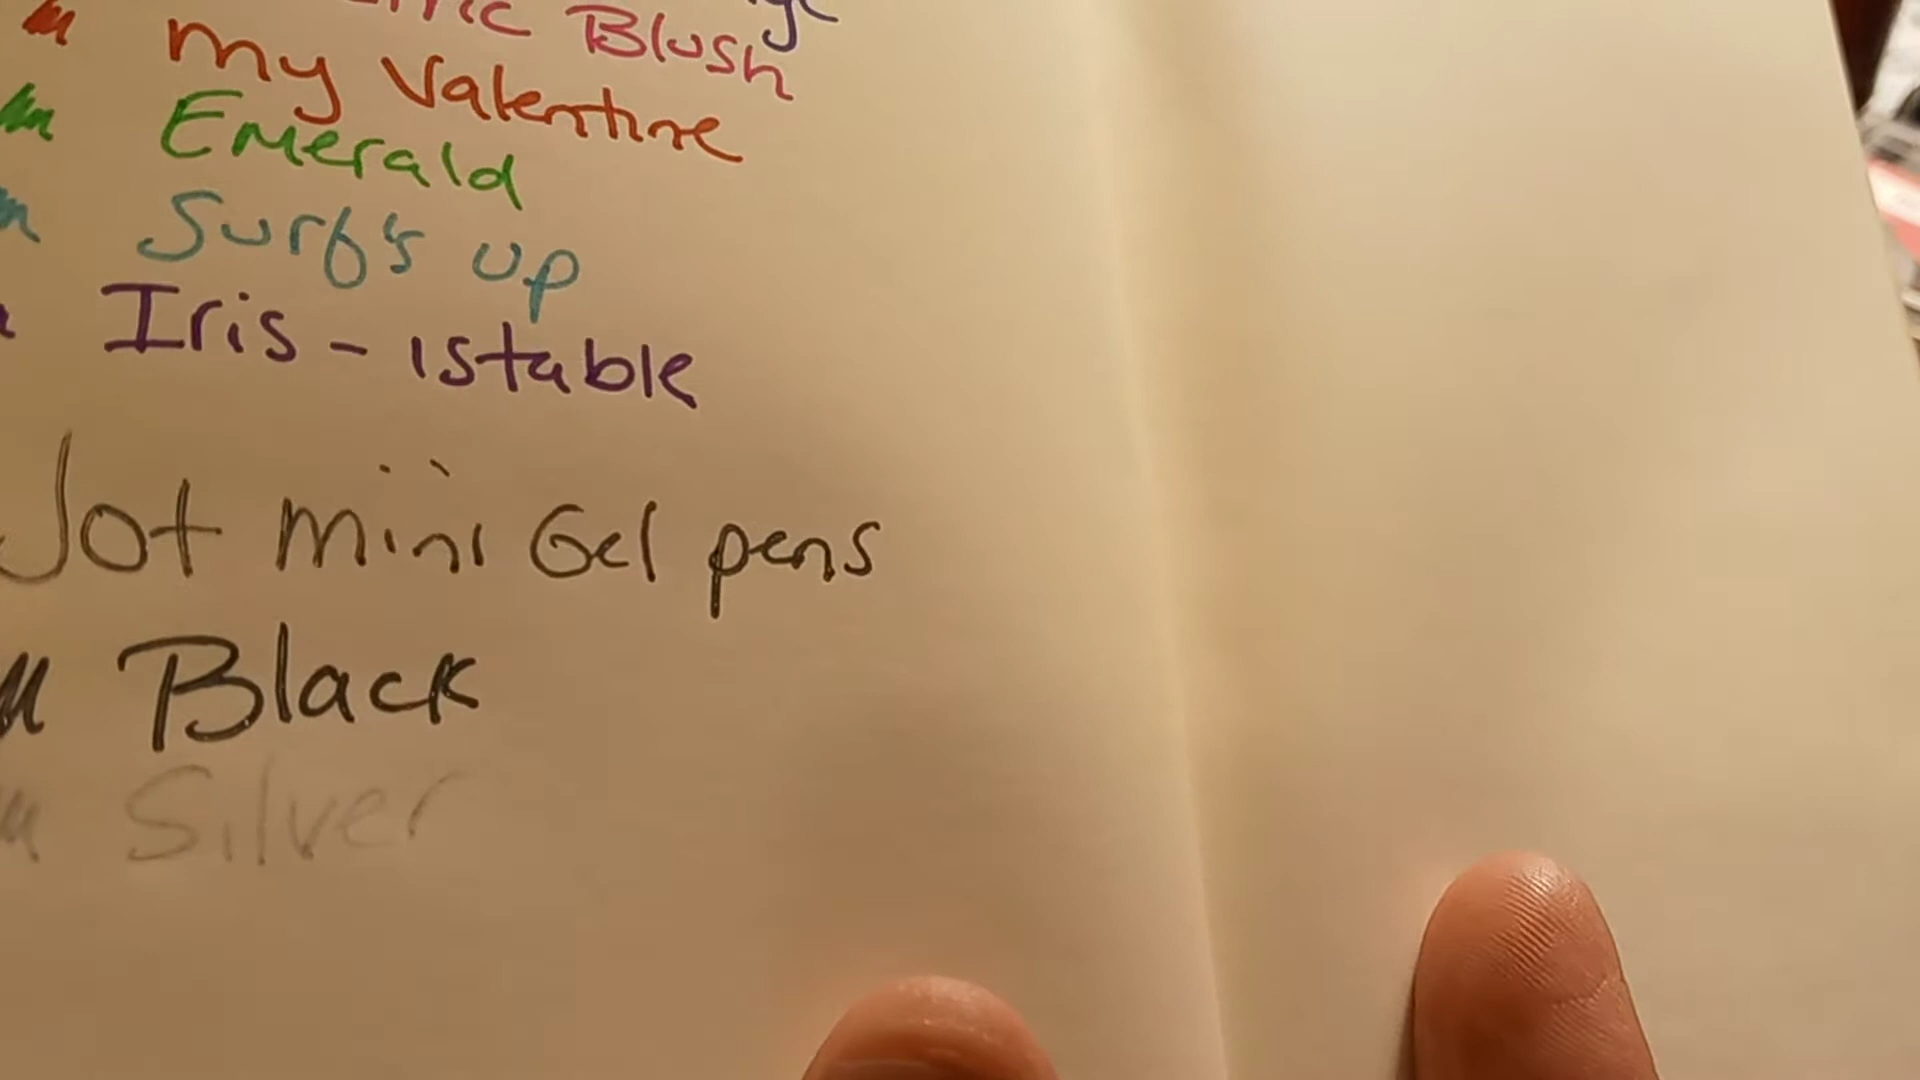 Blush
my Valentine
Emerald
Surf's up
Iris-istable
Jot mini Gel pens
Black
Silver